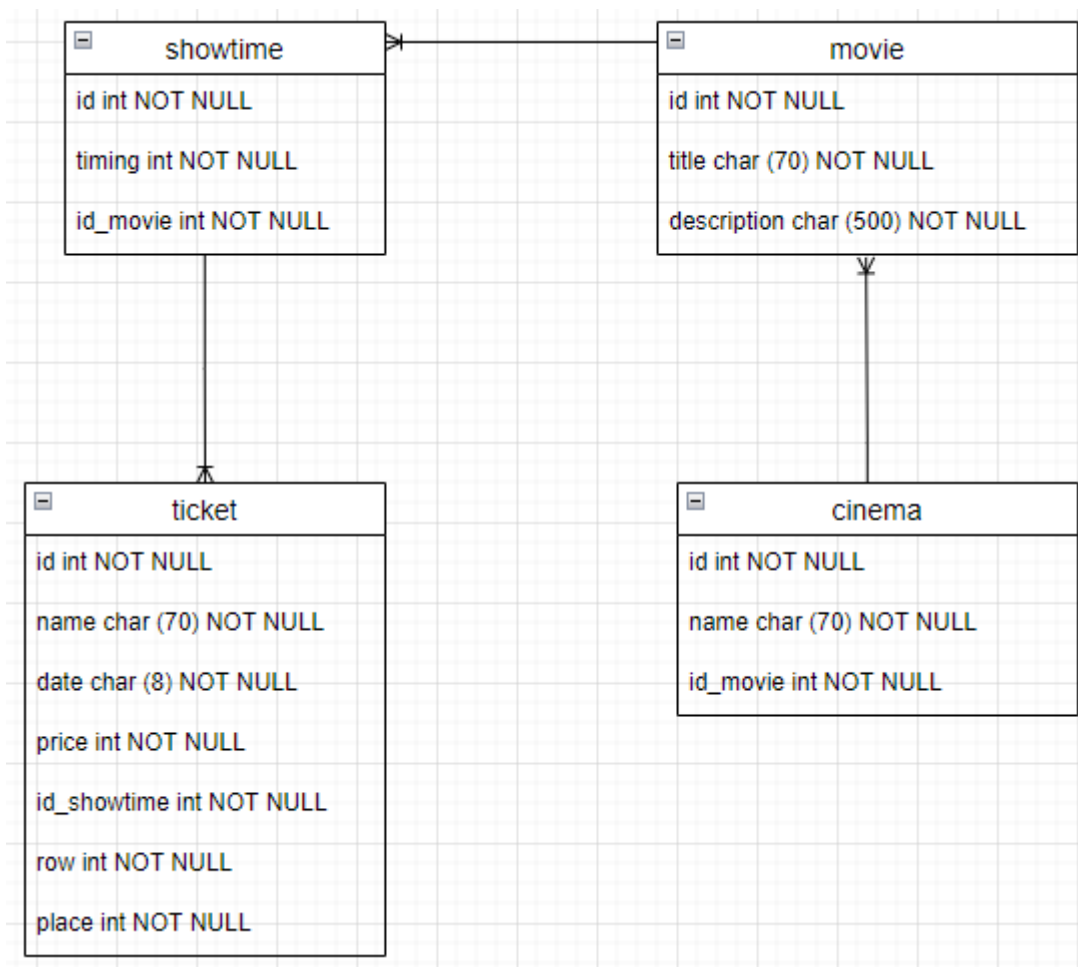 showtime
id int NOT NULL
timing int NOT NULL
id_movie int NOT NULL
movie
id int NOT NULL
title char (70) NOT NULL
description char (500) NOT NULL
ticket
id int NOT NULL
name char (70) NOT NULL
date char (8) NOT NULL
price int NOT NULL
id_showtime int NOT NULL
row int NOT NULL
place int NOT NULL
cinema
id int NOT NULL
name char (70) NOT NULL
id_movie int NOT NULL